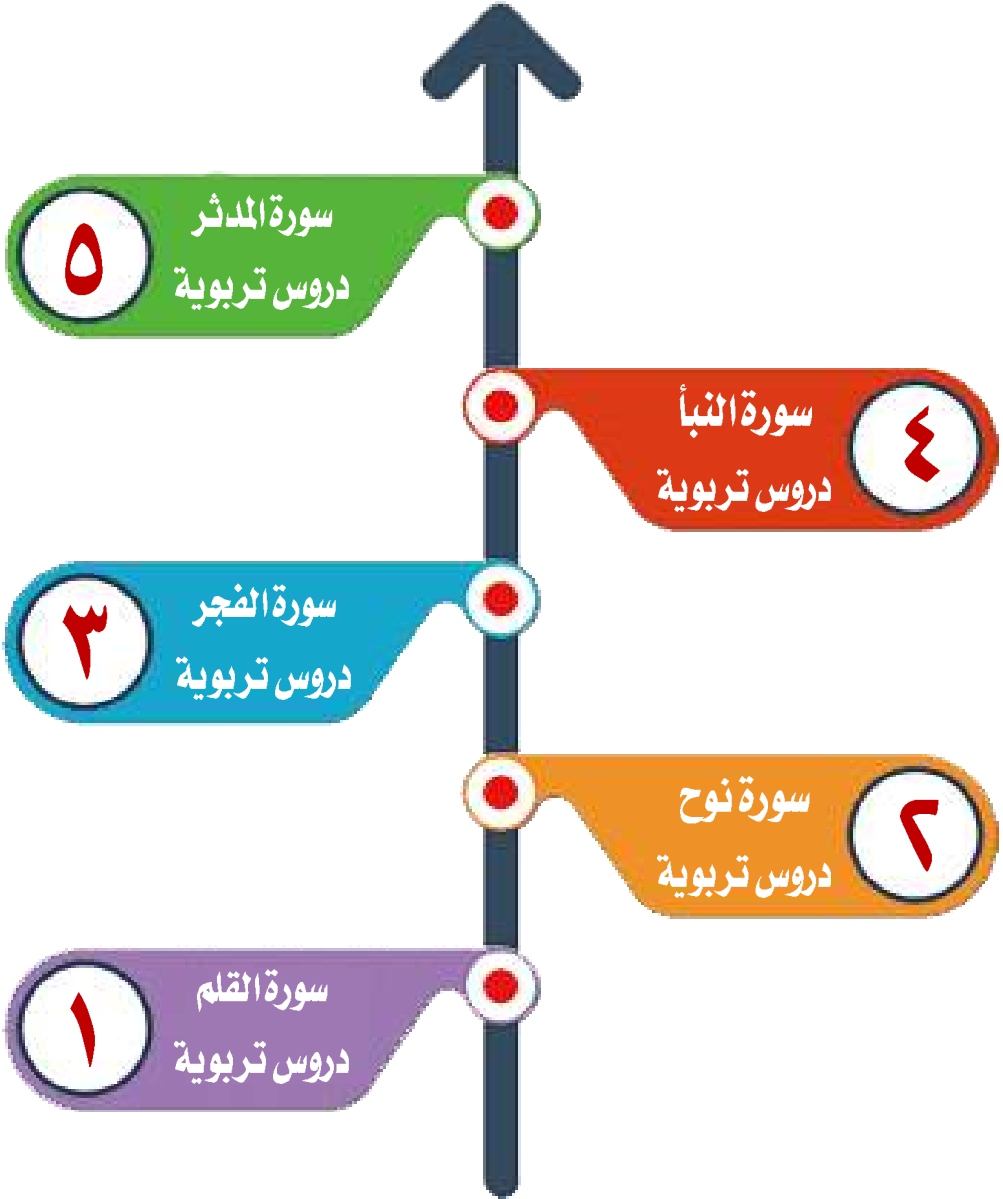 ٥
سورة المدثر
دروس تربوية
٤
سورة النبأ
دروس تربوية
٣
سورة الفجر
دروس تربوية
٢
سورة نوح
دروس تربوية
١
سورة القلم
دروس تربوية